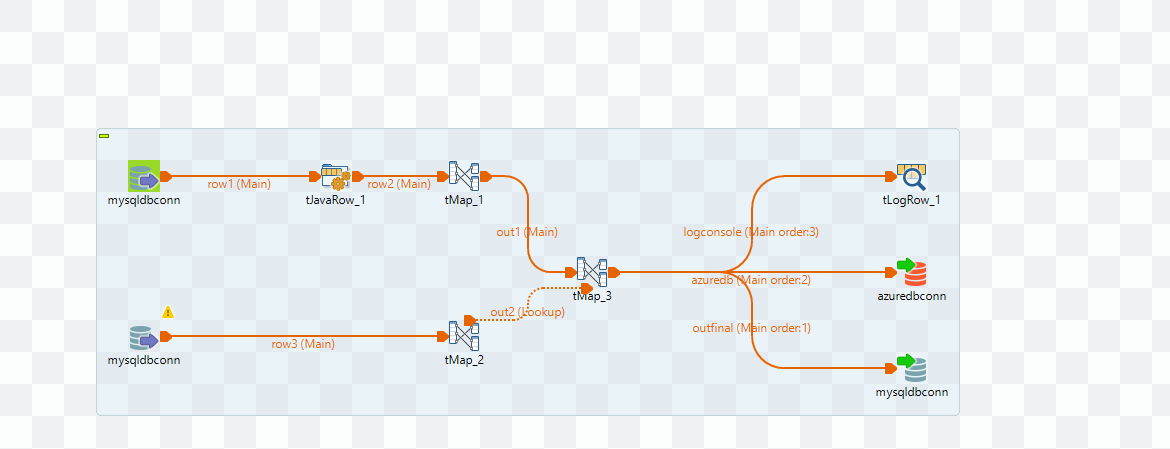 mysqldbconn
row1 (Main)
tJavaRow_1
row2 (Main)
tMap_1
out1 (Main)
tMap_3
logconsole (Main order:3)
tLogRow_1
azuredb (Main order:2)
azuredbconn
outfinal (Main order:1)
mysqldbconn
mysqldbconn
row3 (Main)
tMap_2
out2 (Lookup)